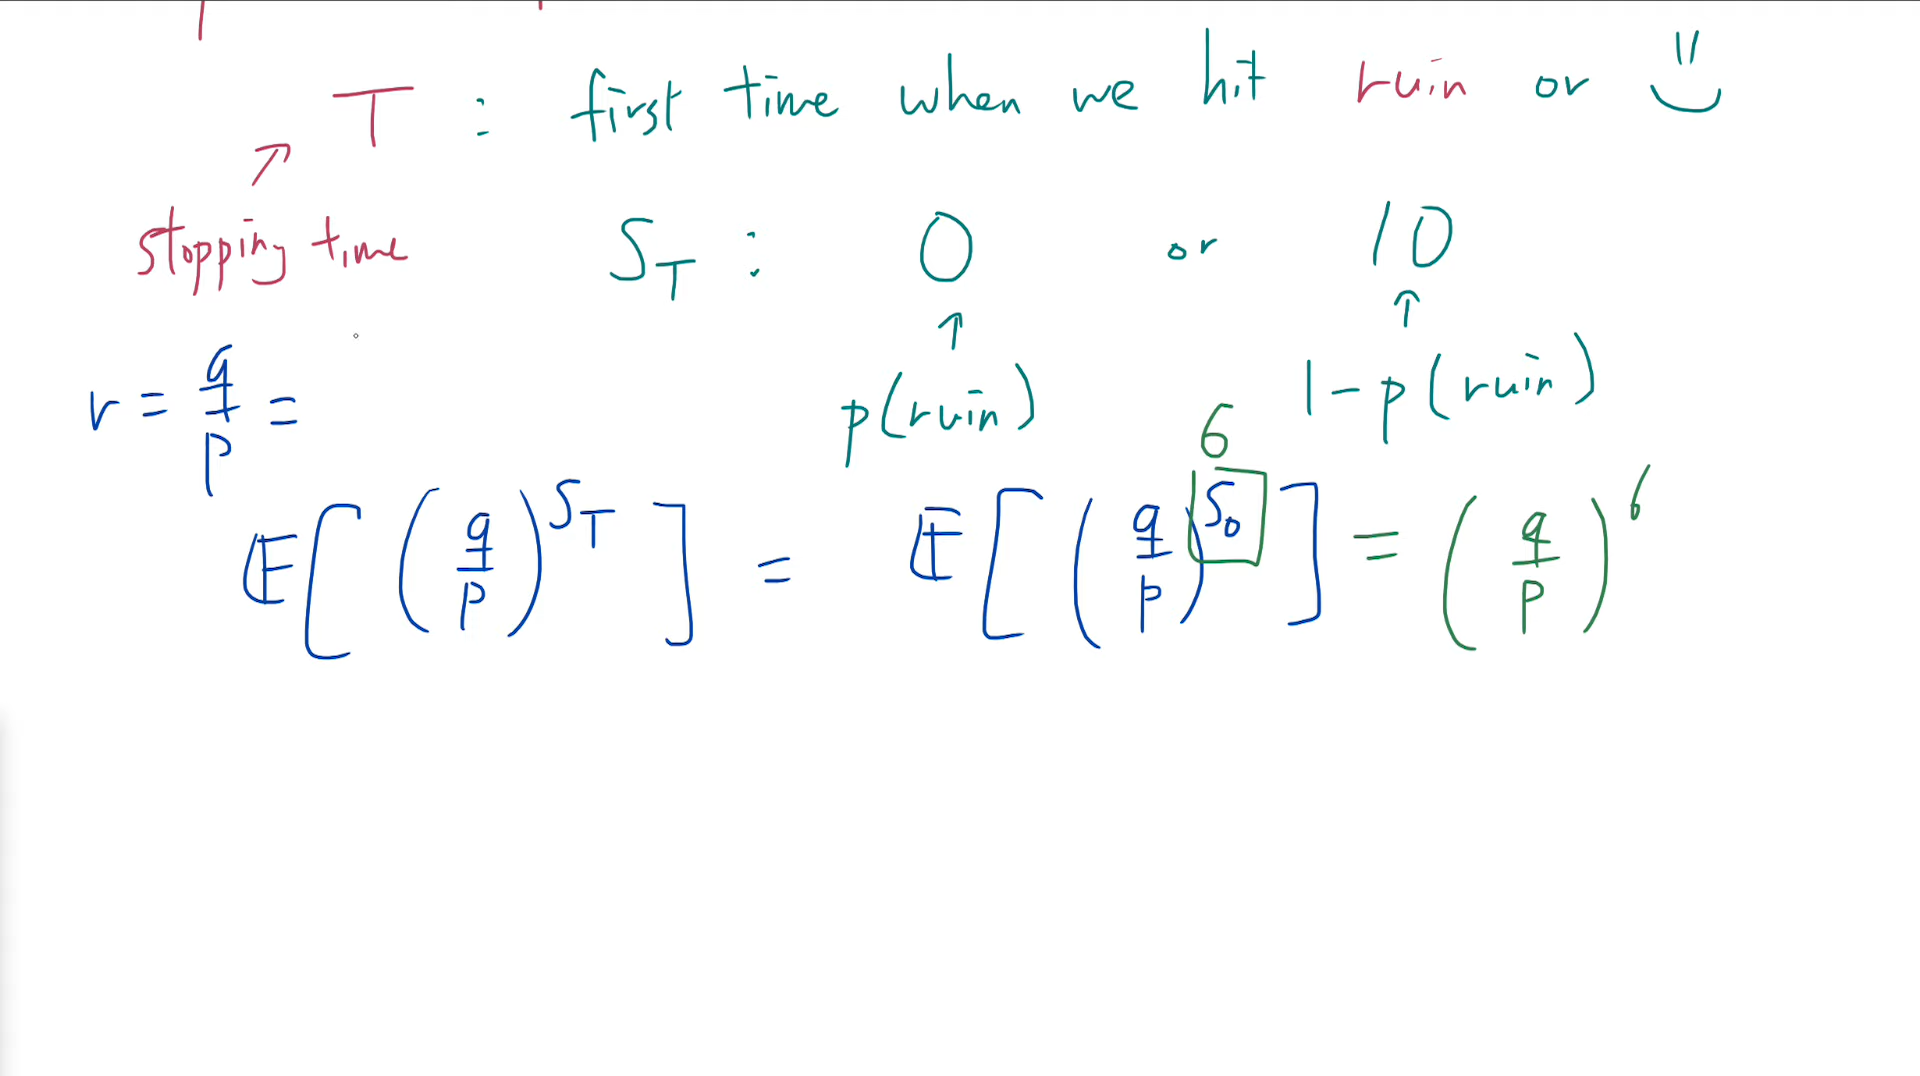 T : first time when we hit ruin or 
stopping time
S_T : 0 or 10
↑ ↑
p(ruin) 1-p(ruin)
r = q/p =
6
𝔼[(q/p)^{S_T}] = 𝔼[(q/p)^{S_0}] = (q/p)^6